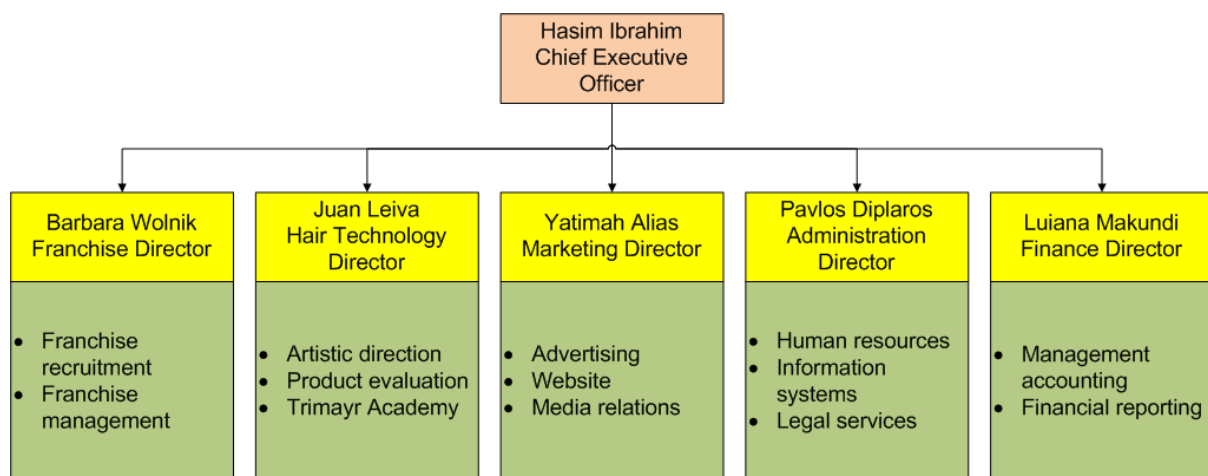 Hasim Ibrahim
Chief Executive
Officer
Barbara Wolnik
Franchise Director
Juan Leiva
Hair Technology
Director
Yatimah Alias
Marketing Director
Pavlos Diplaros
Administration
Director
Luiana Makundi
Finance Director
• Franchise
recruitment
• Franchise
management
• Artistic direction
• Product evaluation
• Trimayr Academy
• Advertising
• Website
• Media relations
• Human resources
• Information
systems
• Legal services
• Management
accounting
• Financial reporting